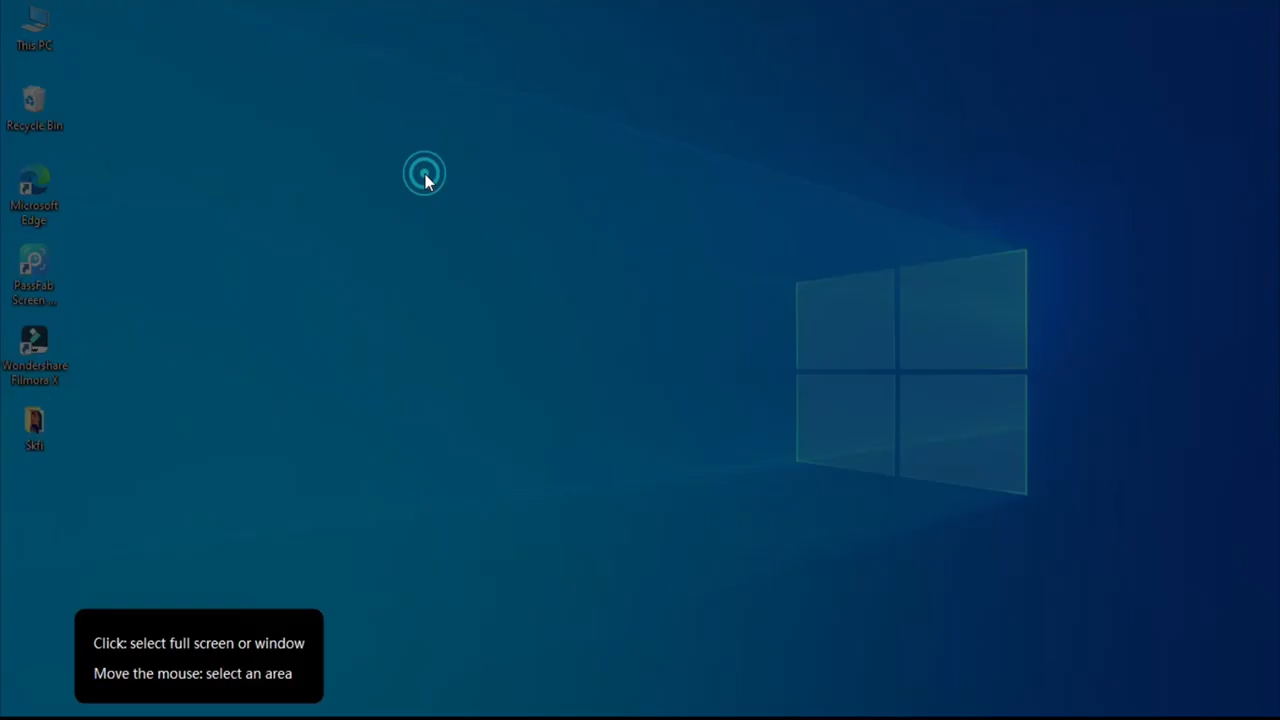 This PC
Recycle Bin
Microsoft
Edge
PassFab
Screen ...
Wondershare
Filmora X
Skfi
Click: select full screen or window
Move the mouse: select an area